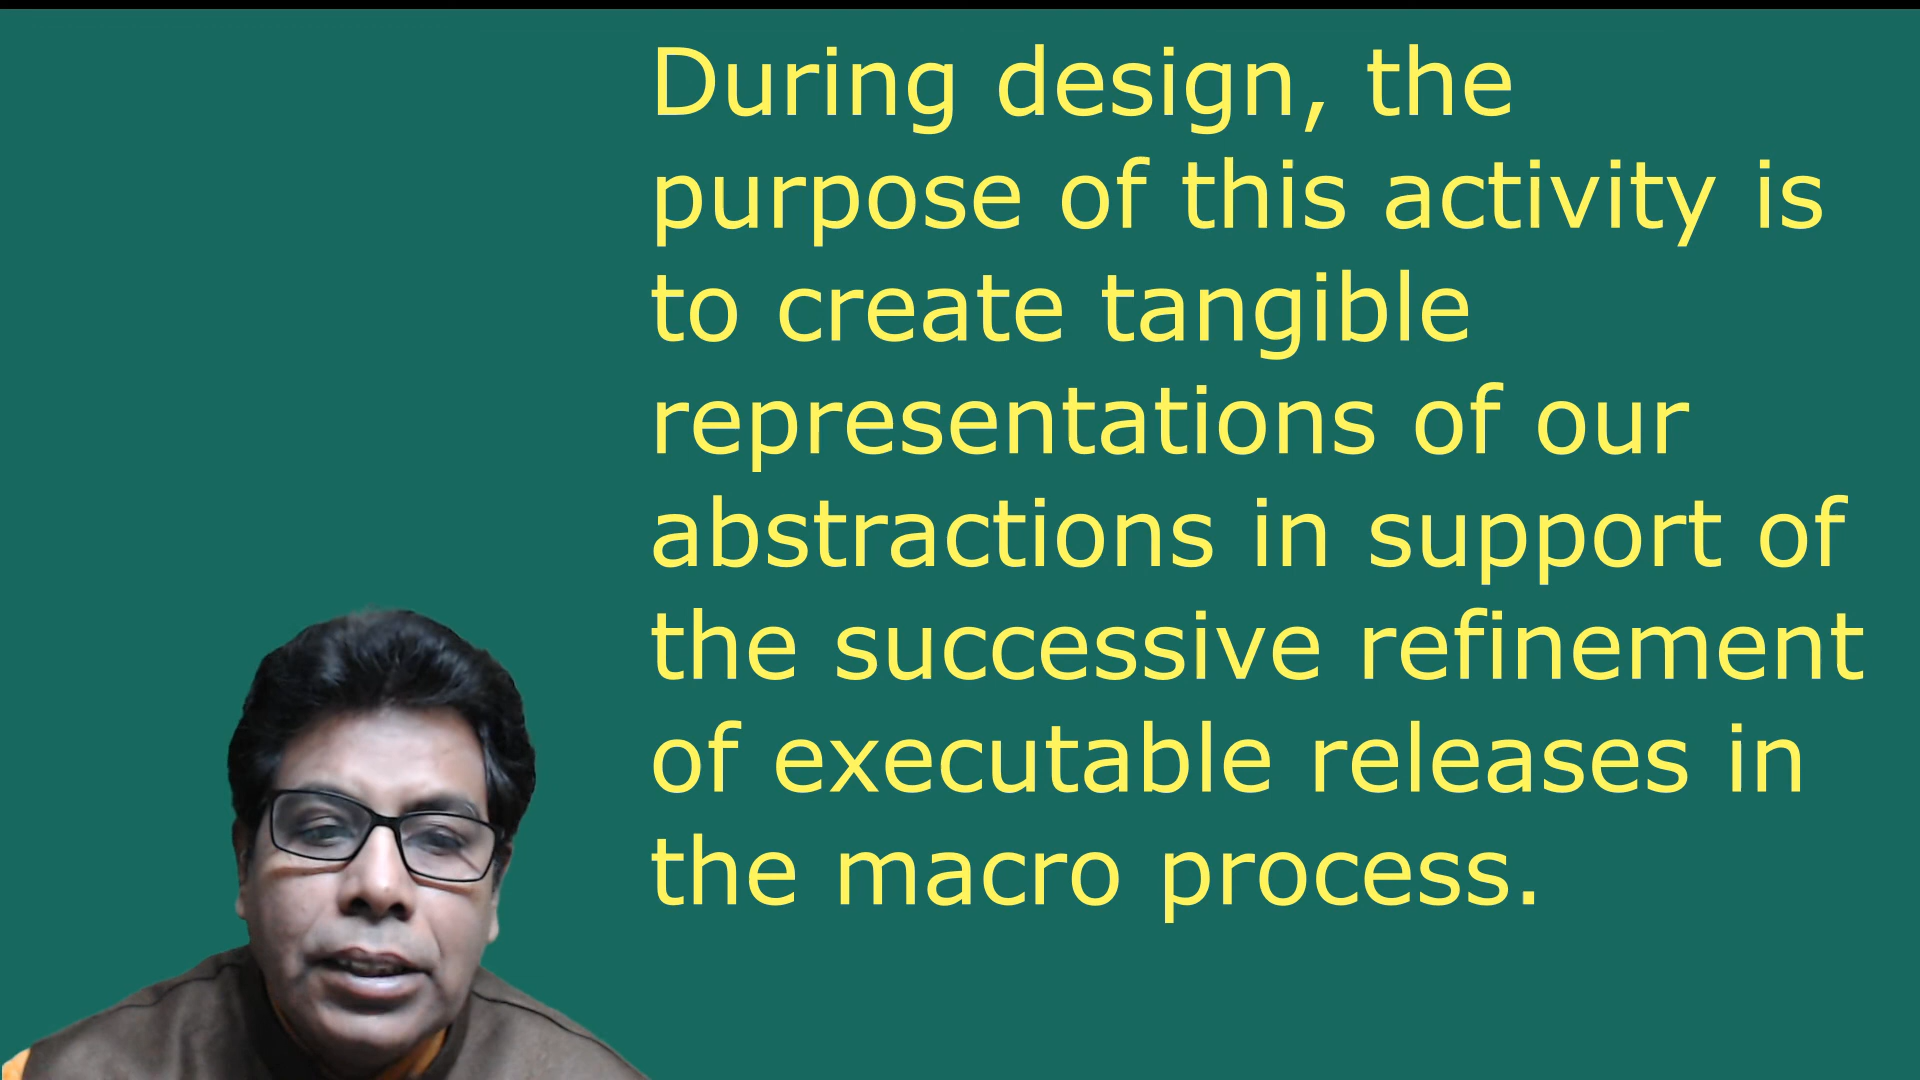 During design, the
purpose of this activity is
to create tangible
representations of our
abstractions in support of
the successive refinement
of executable releases in
the macro process.